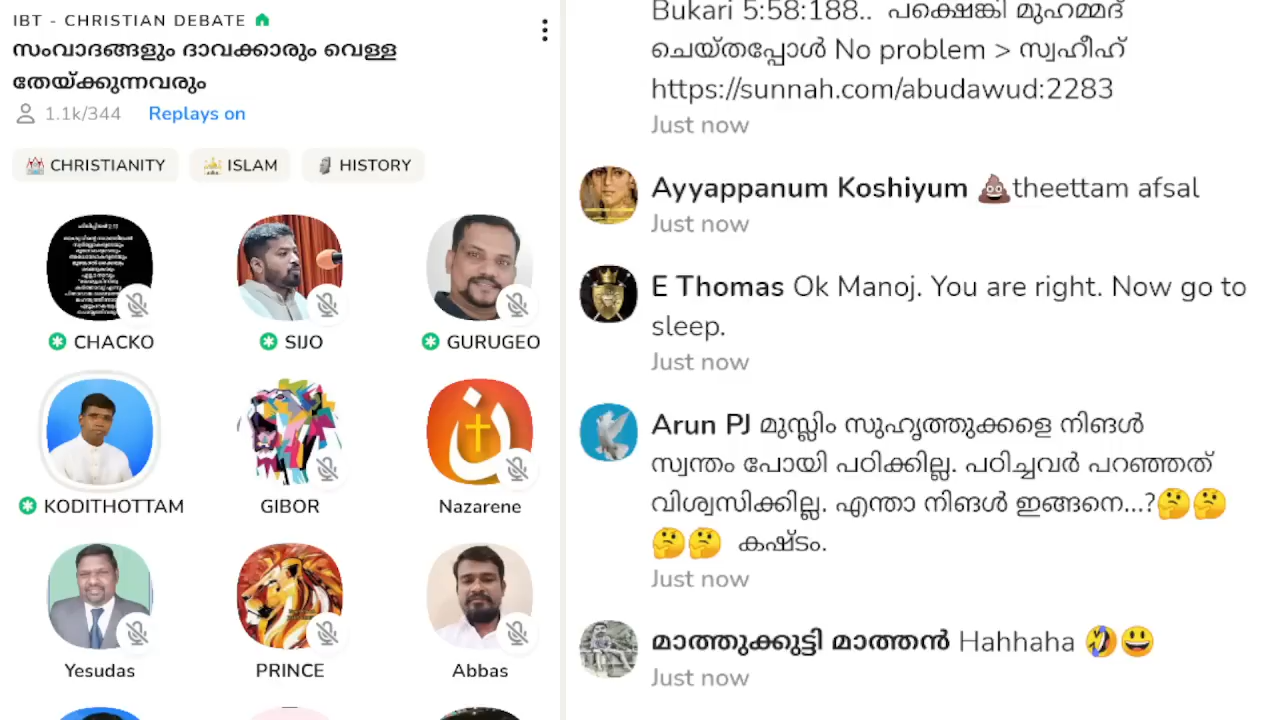 IBT - CHRISTIAN DEBATE
സംവാദങ്ങളും ദാവക്കാരും വെള്ള
തേയ്ക്കുന്നവരും
1.1k/344 Replays on
CHRISTIANITY ISLAM HISTORY
CHACKO SIJO GURUGEO
KODITHOTTAM GIBOR Nazarene
Yesudas PRINCE Abbas
Bukari 5:58:188.. പക്ഷെങ്കി മുഹമ്മദ്
ചെയ്തപ്പോൾ No problem > സ്വഹീഹ്
https://sunnah.com/abudawud:2283
Just now
Ayyappanum Koshiyum 💩theettam afsal
Just now
E Thomas Ok Manoj. You are right. Now go to
sleep.
Just now
Arun PJ മുസ്ലിം സുഹൃത്തുക്കളെ നിങൾ
സ്വന്തം പോയി പഠിക്കില്ല. പഠിച്ചവർ പറഞ്ഞത്
വിശ്വസിക്കില്ല. എന്താ നിങൾ ഇങ്ങനെ...?🤔🤔
🤔🤔 കഷ്ടം.
Just now
മാത്തുക്കുട്ടി മാത്തൻ Hahhaha 🤣😃
Just now